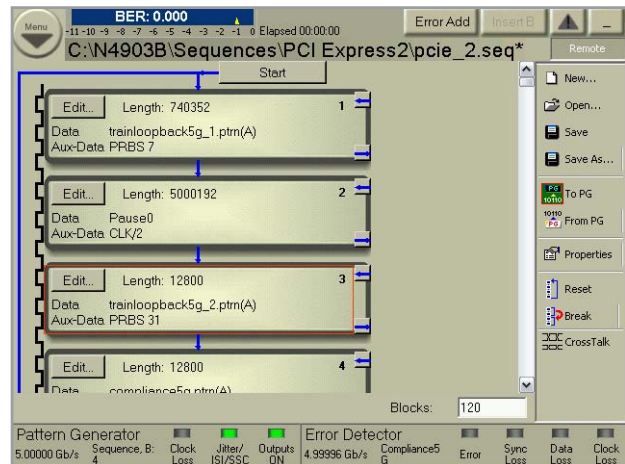 Menu
BER: 0.000
-11 -10 -9 -8 -7 -6 -5 -4 -3 -2 -1 0 Elapsed 00:00:00
Error Add
Insert B
C:\N4903B\Sequences\PCI Express2\pcie_2.seq*
Remote
Start
Edit... Length: 740352 1
Data trainloopback5g_1.ptrn(A)
Aux-Data PRBS 7
Edit... Length: 5000192 2
Data Pause0
Aux-Data CLK/2
Edit... Length: 12800 3
Data trainloopback5g_2.ptrn(A)
Aux-Data PRBS 31
Edit... Length: 12800 4
Data compliance5g.ptrn(A)
New...
Open...
Save
Save As...
PG 10110 To PG
10110 PG From PG
Properties
Reset
Break
CrossTalk
Blocks: 120
Pattern Generator
5.00000 Gb/s
Sequence, B: 4
Clock Loss
Jitter/ ISI/SSC
Outputs ON
Error Detector
4.99996 Gb/s
Compliance5 G
Error
Sync Loss
Data Loss
Clock Loss